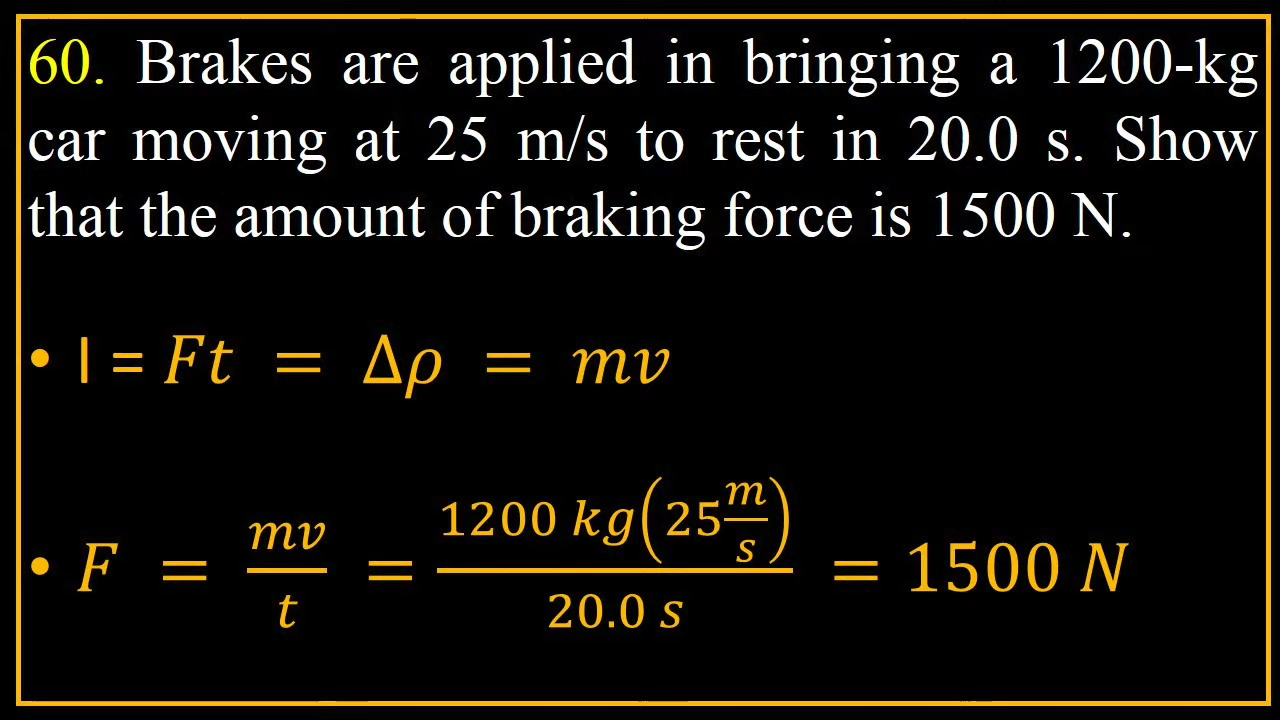 60. Brakes are applied in bringing a 1200-kg
car moving at 25 m/s to rest in 20.0 s. Show
that the amount of braking force is 1500 N.
• I = Ft = Δρ = mv
• F = mv/t = 1200 kg(25 m/s)/20.0 s = 1500 N